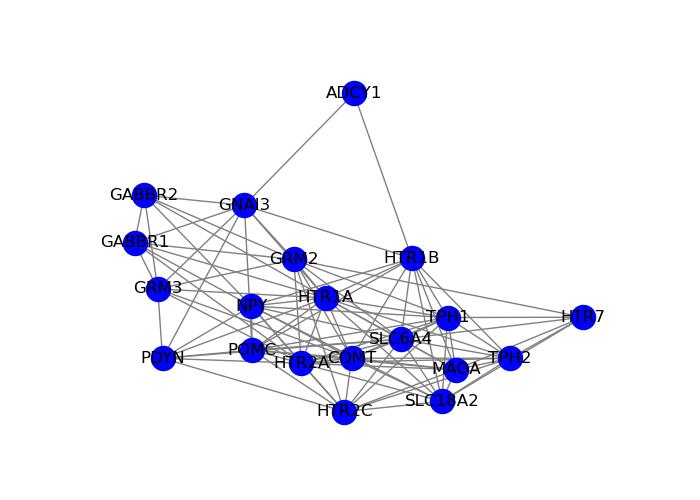 ADCY1
GABBR2
GNAI3
GABBR1
GRM2
HTR1B
GRM3
HTR1A
NPY
TPH1
HTR7
SLC6A4
POMC
PDYN
HTR2A
COMT
TPH2
MAOA
SLC18A2
HTR2C